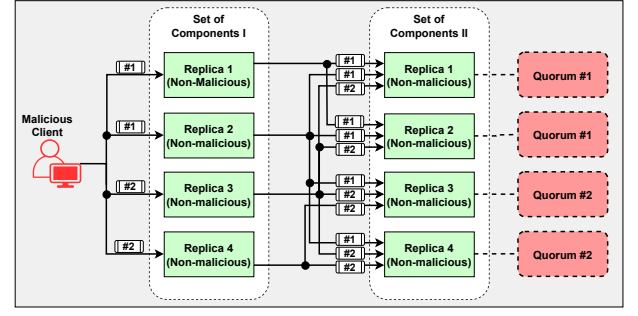 Set of
Components I
Set of
Components II
Malicious
Client
#1
#1
#2
#2
Replica 1
(Non-Malicious)
Replica 2
(Non-malicious)
Replica 3
(Non-malicious)
Replica 4
(Non-malicious)
#1
#1
#2
#1
#1
#2
#1
#2
#2
#1
#2
#2
Replica 1
(Non-malicious)
Replica 2
(Non-malicious)
Replica 3
(Non-malicious)
Replica 4
(Non-malicious)
Quorum #1
Quorum #1
Quorum #2
Quorum #2